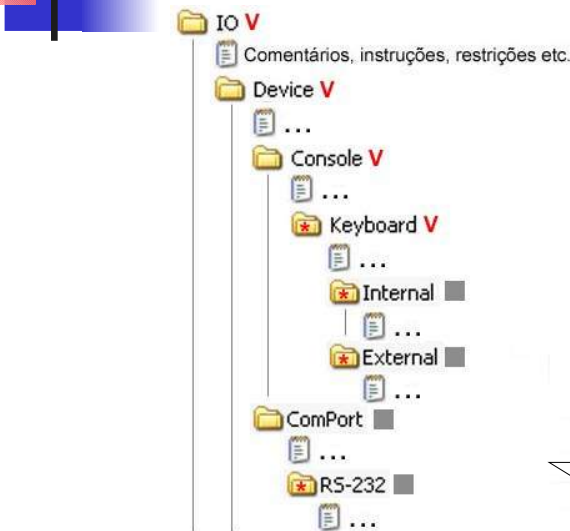 IO V
Comentários, instruções, restrições etc.
Device V
...
Console V
...
* Keyboard V
...
* Internal
...
* External
...
ComPort
...
* RS-232
...